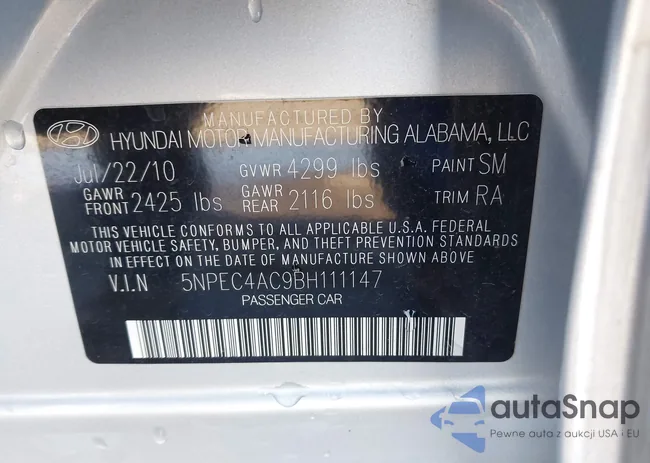 MANUFACTURED BY
HYUNDAI MOTOR MANUFACTURING ALABAMA, LLC
Jul/22/10 GVWR 4299 lbs PAINT SM
GAWR FRONT 2425 lbs GAWR REAR 2116 lbs TRIM RA
THIS VEHICLE CONFORMS TO ALL APPLICABLE U.S.A. FEDERAL
MOTOR VEHICLE SAFETY, BUMPER, AND THEFT PREVENTION STANDARDS
IN EFFECT ON THE DATE OF MANUFACTURE SHOWN ABOVE
V.I.N 5NPEC4AC9BH111147
PASSENGER CAR
autoSnap
Pewne auta z aukcji USA i EU